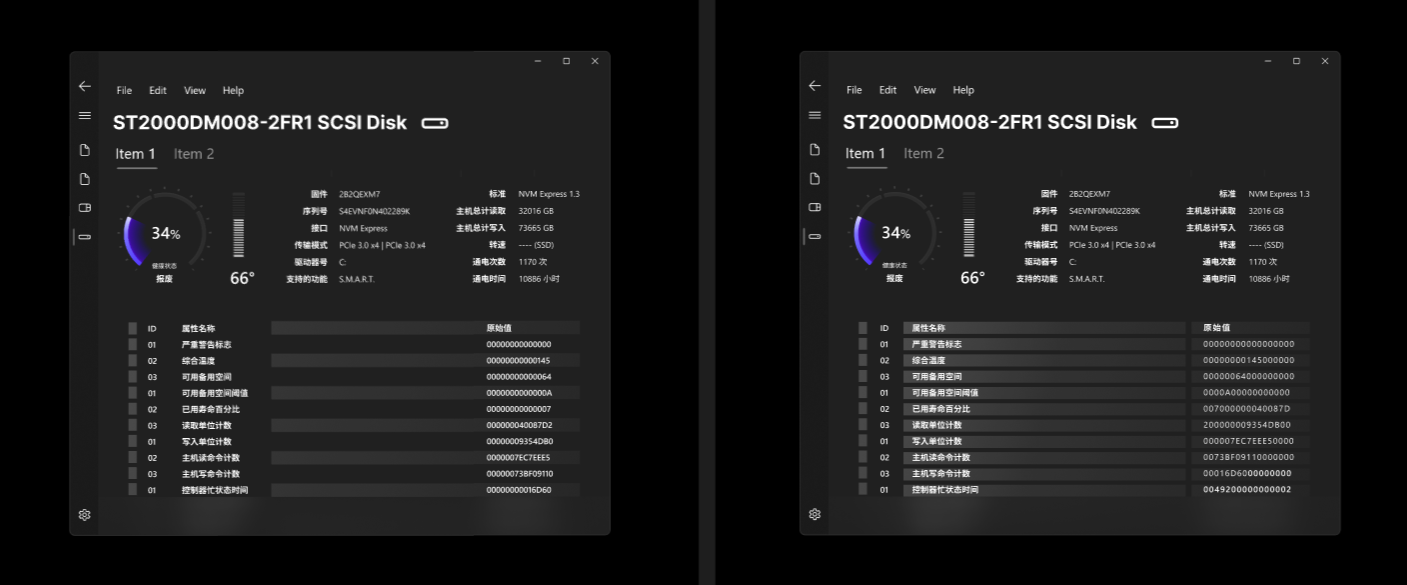 File Edit View Help
ST2000DM008-2FR1 SCSI Disk
Item 1 Item 2
固件 2B2QEXM7 标准 NVM Express 1.3
序列号 S4EVNF0N402289K 主机总计读取 32016 GB
34% 接口 NVM Express 主机总计写入 73665 GB
传输模式 PCIe 3.0 x4 | PCIe 3.0 x4 转速 ---- (SSD)
健康状态 驱动器号 C: 通电次数 1170 次
报废 66° 支持的功能 S.M.A.R.T. 通电时间 10886 小时
ID 属性名称 原始值
01 严重警告标志 00000000000000
02 综合温度 00000000000145
03 可用备用空间 00000000000064
01 可用备用空间阈值 0000000000000A
02 已用寿命百分比 00000000000007
03 读取单位计数 000000040087D2
01 写入单位计数 00000009354DB0
02 主机读命令计数 0000007EC7EEE5
03 主机写命令计数 00000073BF09110
01 控制器忙状态时间 00000000016D60
File Edit View Help
ST2000DM008-2FR1 SCSI Disk
Item 1 Item 2
固件 2B2QEXM7 标准 NVM Express 1.3
序列号 S4EVNF0N402289K 主机总计读取 32016 GB
34% 接口 NVM Express 主机总计写入 73665 GB
传输模式 PCIe 3.0 x4 | PCIe 3.0 x4 转速 ---- (SSD)
健康状态 驱动器号 C: 通电次数 1170 次
报废 66° 支持的功能 S.M.A.R.T. 通电时间 10886 小时
ID 属性名称 原始值
01 严重警告标志 0000000000000000
02 综合温度 0000000145000000
03 可用备用空间 0000006400000000
01 可用备用空间阈值 0000A0000000000
02 已用寿命百分比 007000000040087D
03 读取单位计数 200000009354DB00
01 写入单位计数 000007EC7EEE50000
02 主机读命令计数 0073BF09110000000
03 主机写命令计数 00016D6000000000
01 控制器忙状态时间 0049200000000002